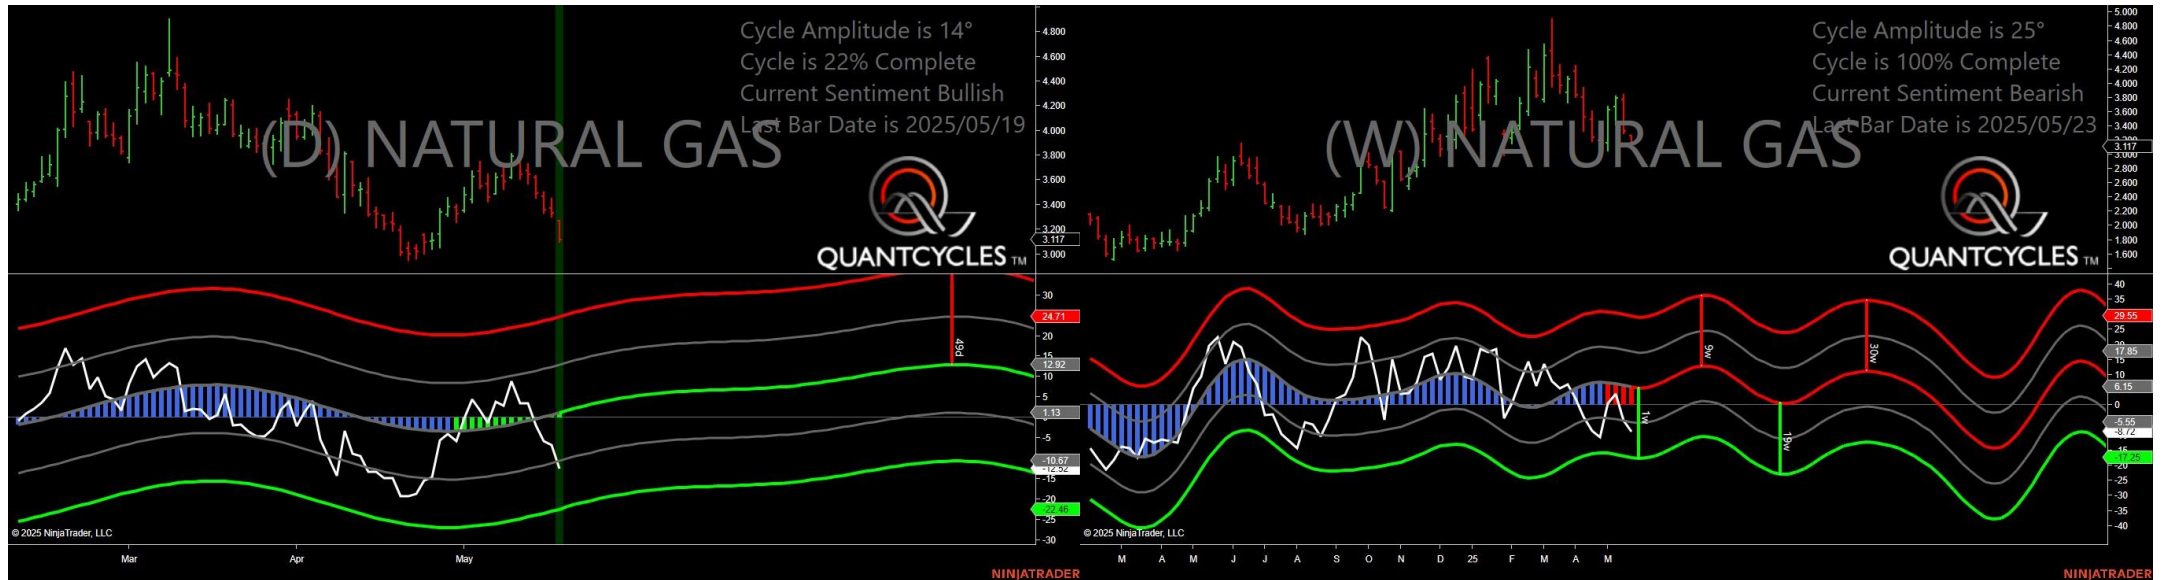 Cycle Amplitude is 14°
Cycle is 22% Complete
Current Sentiment Bullish
Last Bar Date is 2025/05/19
(D) NATURAL GAS
QUANTCYCLES TM
4.800
4.600
4.400
4.200
4.000
3.800
3.600
3.400
3.200
3.117
3.000
49d
30
24.71
20
15
12.92
10
5
1.13
-5
-10.67
-12.52
-15
-20
-22.46
-25
-30
© 2025 NinjaTrader, LLC
Mar
Apr
May
NINJATRADER
Cycle Amplitude is 25°
Cycle is 100% Complete
Current Sentiment Bearish
Last Bar Date is 2025/05/23
(W) NATURAL GAS
QUANTCYCLES TM
5.000
4.800
4.600
4.400
4.200
4.000
3.800
3.600
3.400
3.117
3.000
2.800
2.600
2.400
2.200
2.000
1.800
1.600
1w
9w
19w
30w
40
35
29.55
25
17.85
15
10
6.15
0
-5.55
-8.72
-17.25
-20
-25
-30
-35
-40
© 2025 NinjaTrader, LLC
M A M J J A S O N D 25 F M A M
NINJATRADER